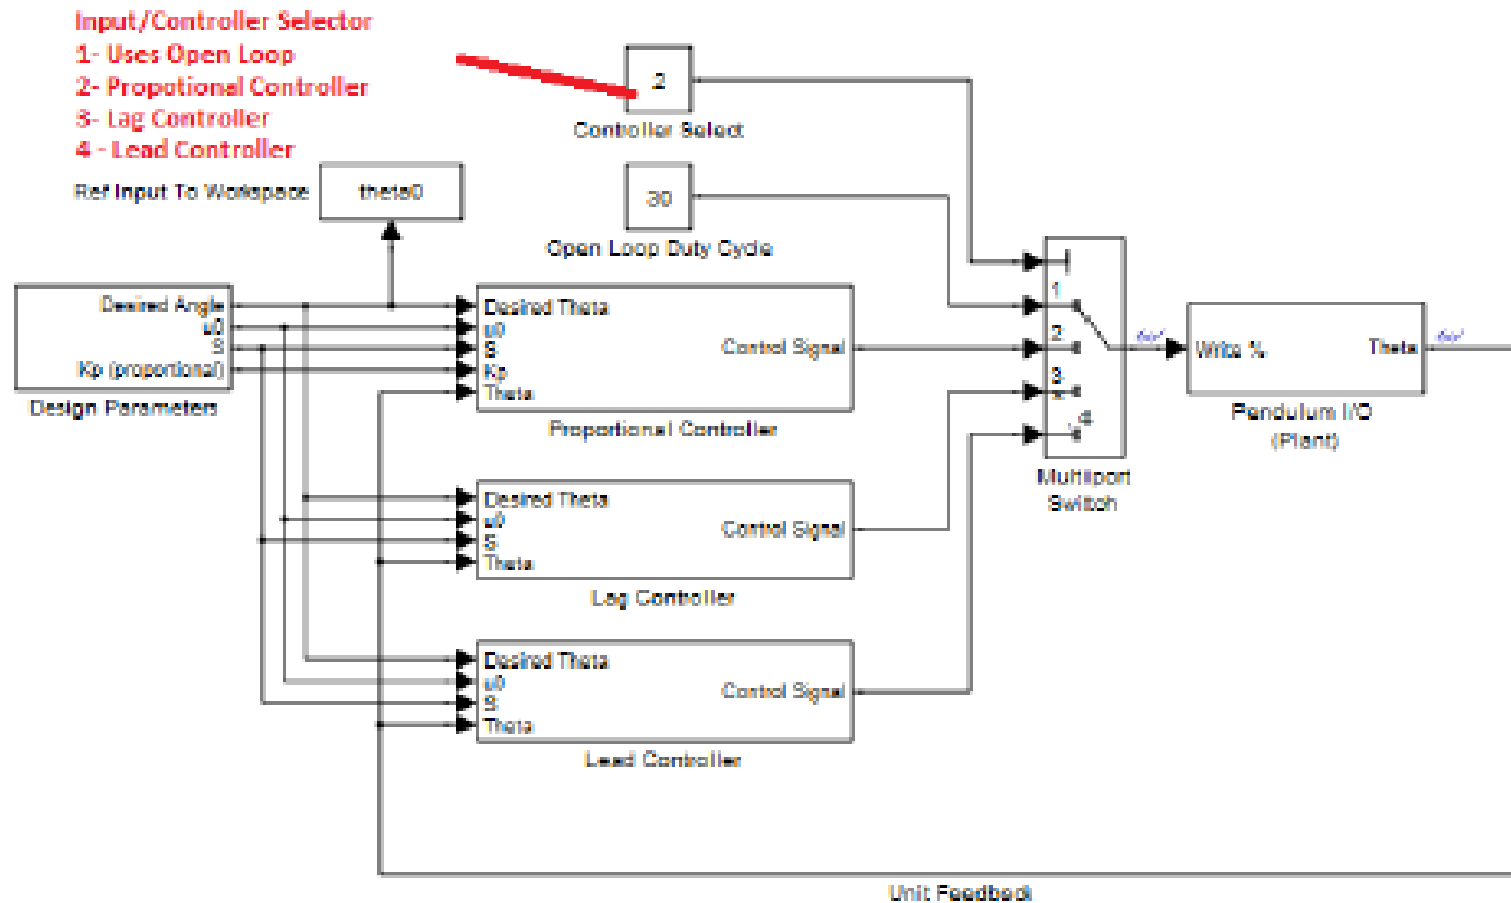 Input/Controller Selector
1- Uses Open Loop
2- Propotional Controller
3- Lag Controller
4 - Lead Controller
2
Controller Select
Ref Input To Workspace
theta0
30
Open Loop Duty Cycle
Desired Angle
u0
S
Kp (proportional)
Design Parameters
Desired Theta
u0
S
Kp
Theta
Control Signal
Proportional Controller
Desired Theta
u0
S
Theta
Control Signal
Lag Controller
Desired Theta
u0
S
Theta
Control Signal
Lead Controller
1
2
3
4
Multiport
Switch
Write %
Theta
Pendulum I/O
(Plant)
Unit Feedback